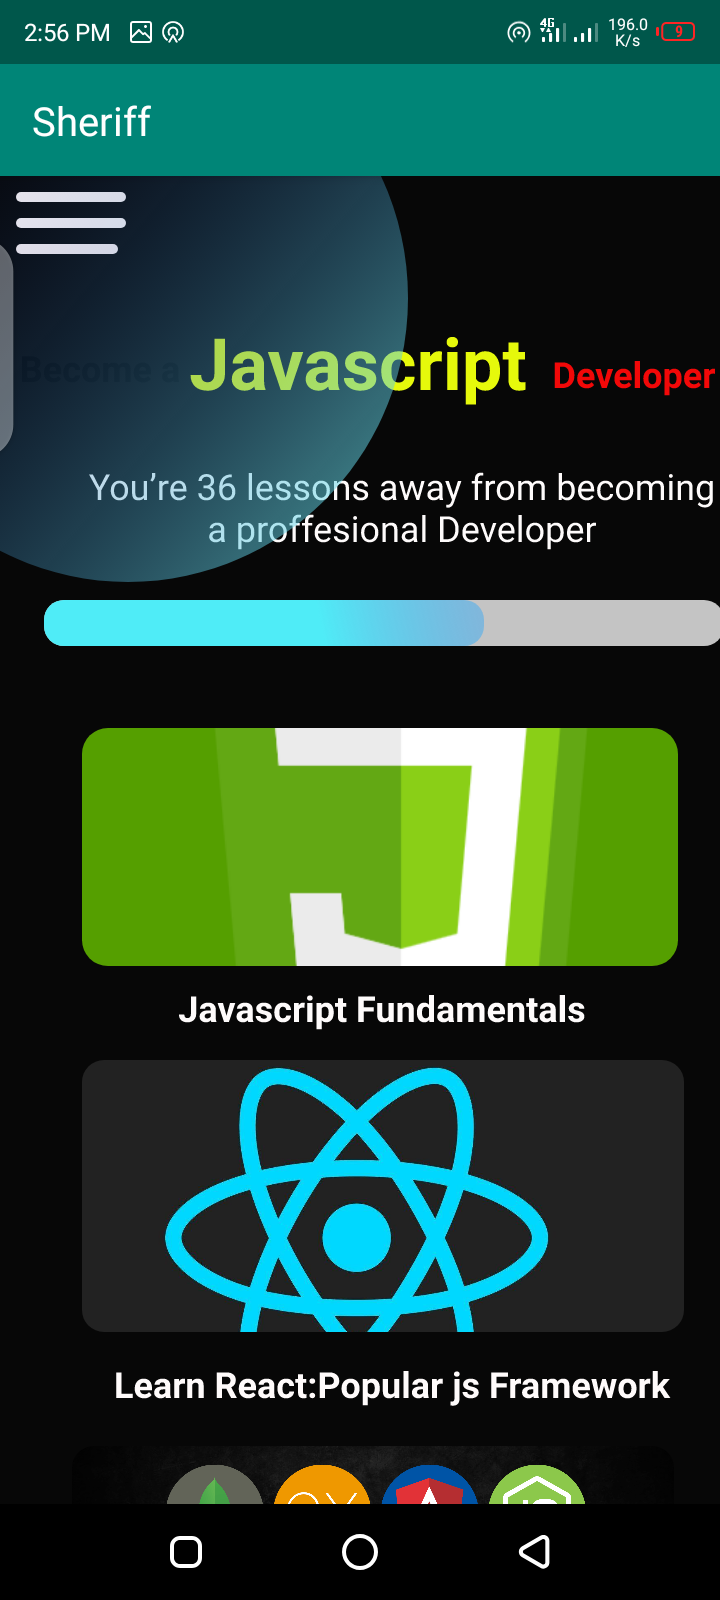 2:56 PM 4G 196.0 K/s 9
Sheriff
Become a Javascript Developer
You’re 36 lessons away from becoming
a proffesional Developer
Javascript Fundamentals
Learn React:Popular js Framework